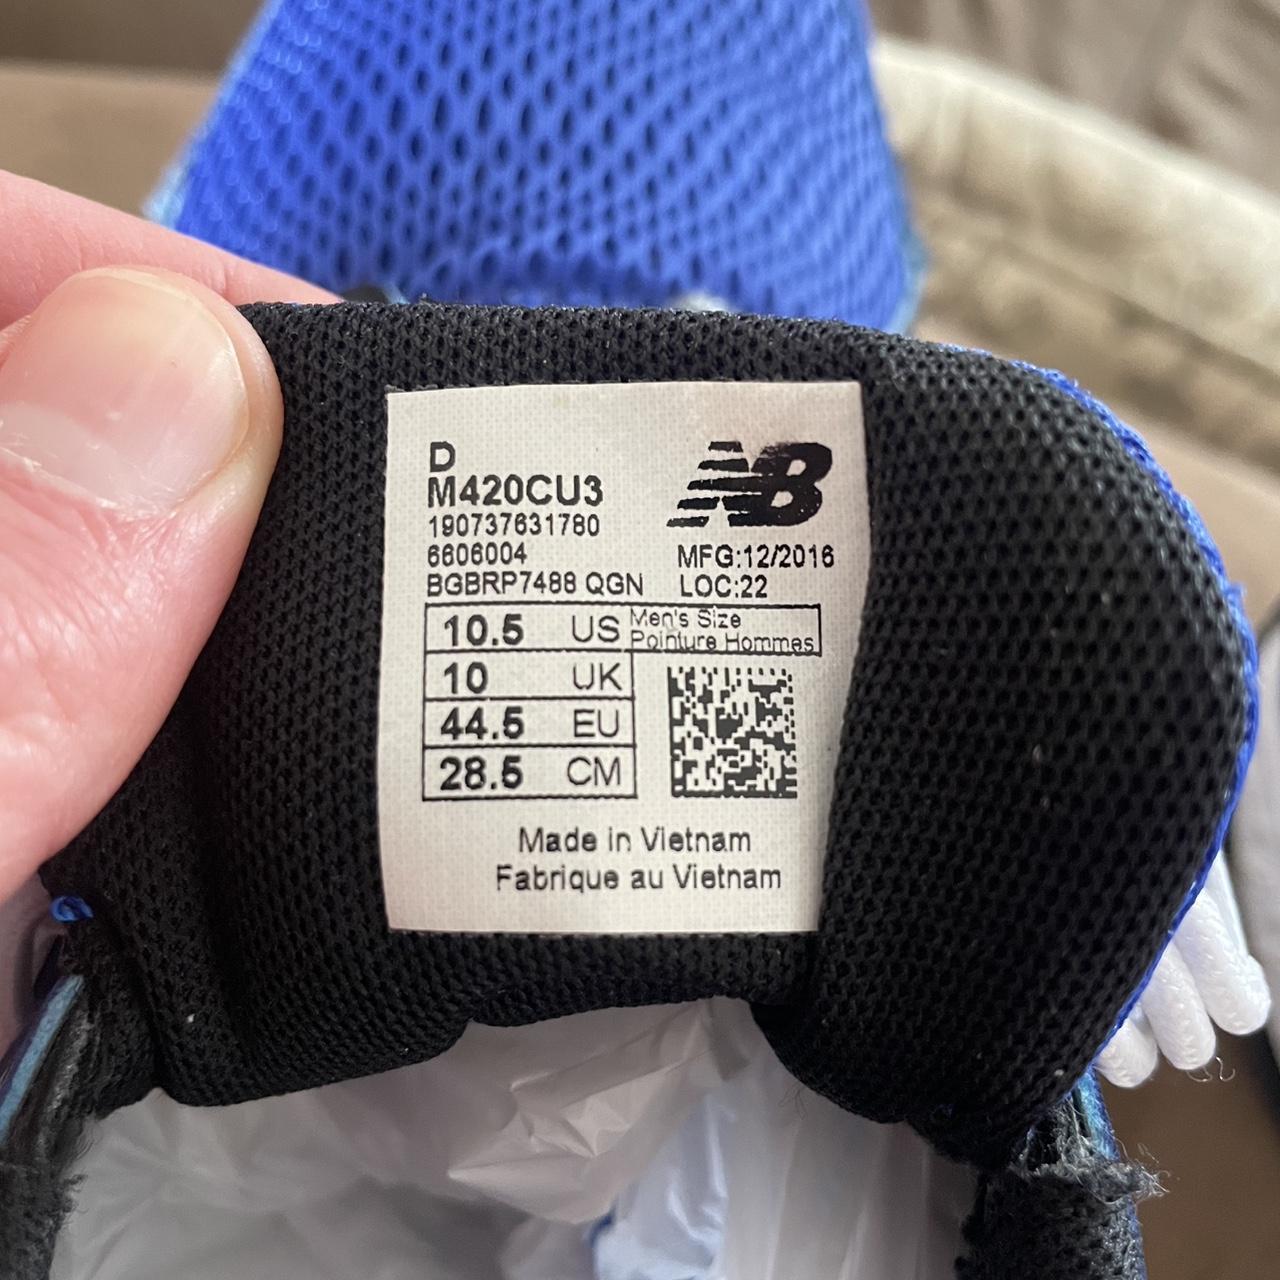 D
M420CU3
190737631780
6606004
BGBRP7488 QGN
NB
MFG:12/2016
LOC:22
10.5 US Men's Size
Pointure Hommes
10 UK
44.5 EU
28.5 CM
Made in Vietnam
Fabrique au Vietnam